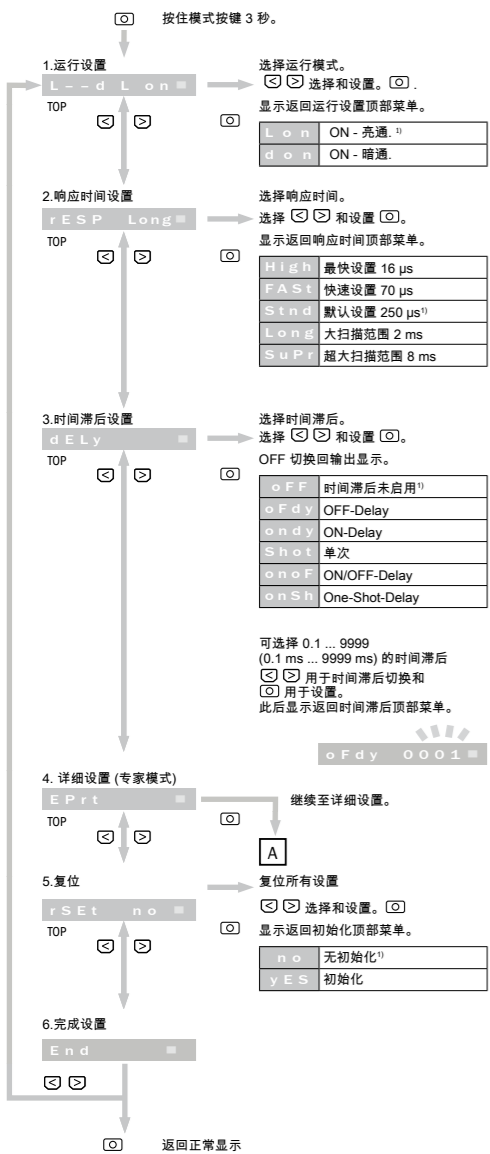 按住模式按键 3 秒。
1.运行设置
L--d L on
TOP
选择运行模式。
选择和设置。 .
显示返回运行设置顶部菜单。
Lon ON - 亮通. 1)
don ON - 暗通.
2.响应时间设置
rESP Long
TOP
选择响应时间。
选择 和设置 。
显示返回响应时间顶部菜单。
High 最快设置 16 µs
FASt 快速设置 70 µs
Stnd 默认设置 250 µs1)
Long 大扫描范围 2 ms
SuPr 超大扫描范围 8 ms
3.时间滞后设置
dELy
TOP
选择时间滞后。
选择 和设置 。
OFF 切换回输出显示。
oFF 时间滞后未启用1)
oFdy OFF-Delay
ondy ON-Delay
Shot 单次
onoF ON/OFF-Delay
onSh One-Shot-Delay
可选择 0.1 ... 9999
(0.1 ms ... 9999 ms) 的时间滞后
用于时间滞后切换和
用于设置。
此后显示返回时间滞后顶部菜单。
oFdy 0001
4. 详细设置 (专家模式)
EPrt
TOP
继续至详细设置。
A
5.复位
rSEt no
TOP
复位所有设置
选择和设置。
显示返回初始化顶部菜单。
no 无初始化1)
yES 初始化
6.完成设置
End
返回正常显示